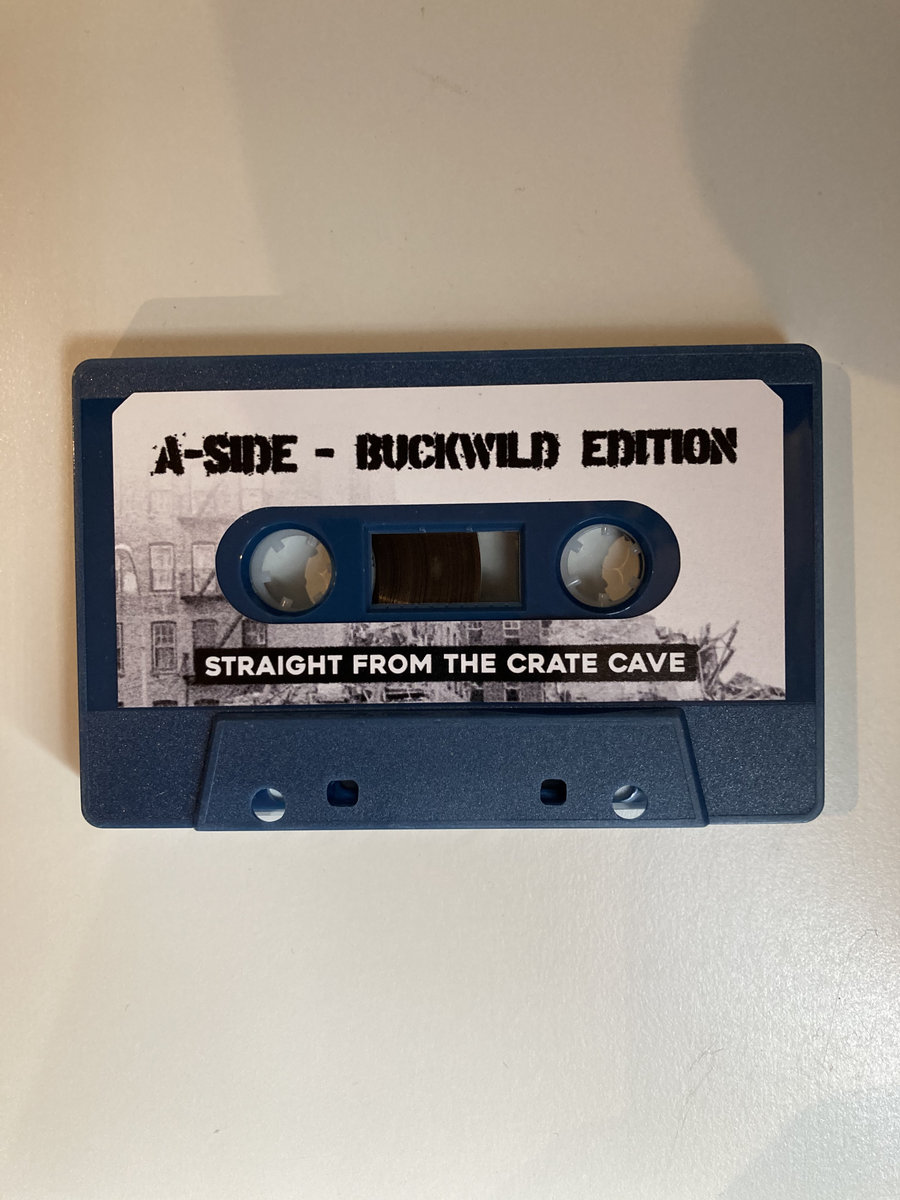 A-SIDE - BUCKWILD EDITION
STRAIGHT FROM THE CRATE CAVE